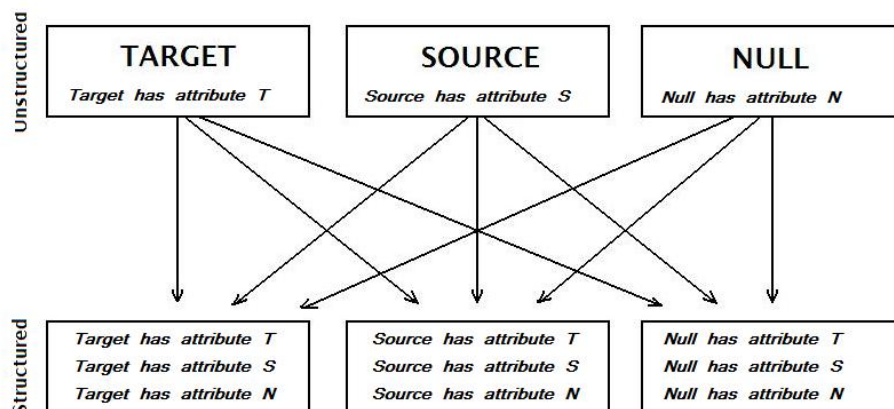 Unstructured
TARGET
Target has attribute T
SOURCE
Source has attribute S
NULL
Null has attribute N
Structured
Target has attribute T
Target has attribute S
Target has attribute N
Source has attribute T
Source has attribute S
Source has attribute N
Null has attribute T
Null has attribute S
Null has attribute N